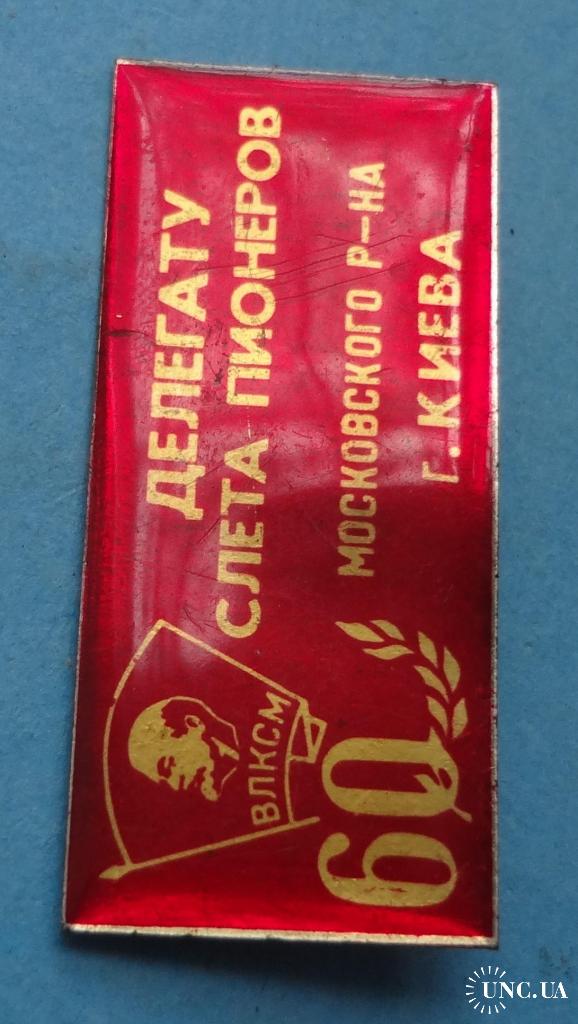 ДЕЛЕГАТУ
СЛЕТА ПИОНЕРОВ
МОСКОВСКОГО Р-НА
Г. КИЕВА
ВЛКСМ
60
UNC.UA